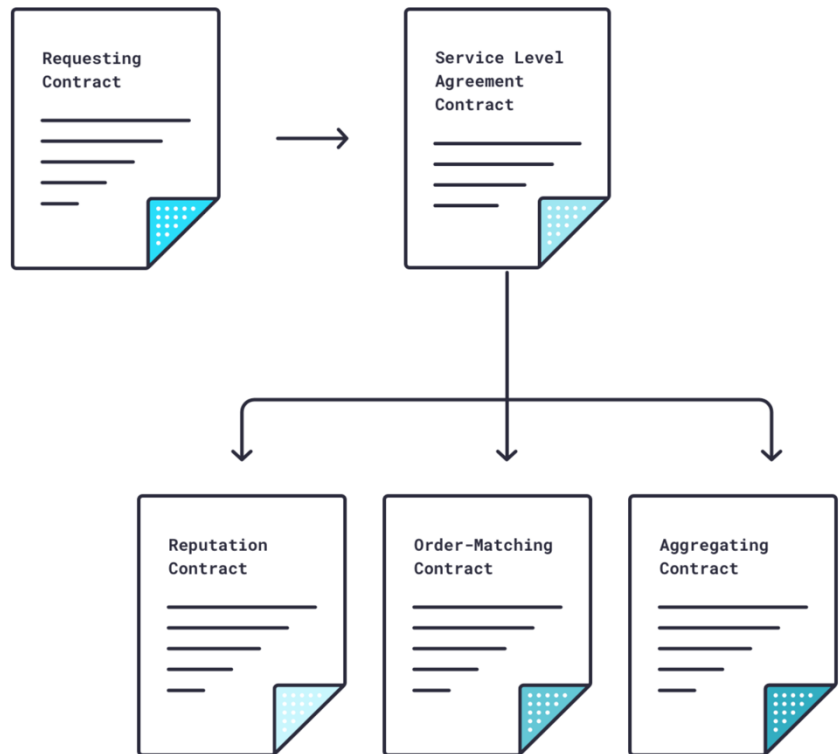 Requesting
Contract
Service Level
Agreement
Contract
Reputation
Contract
Order-Matching
Contract
Aggregating
Contract